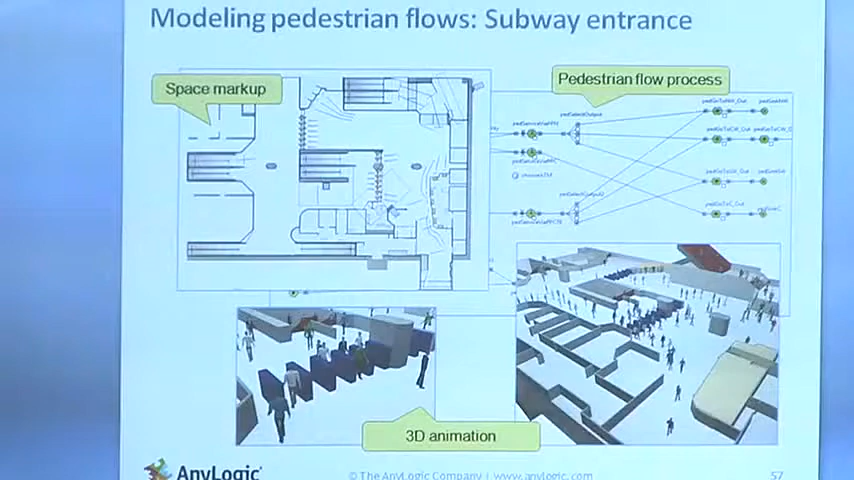 Modeling pedestrian flows: Subway entrance
Space markup
Pedestrian flow process
3D animation
AnyLogic
© The AnyLogic Company | www.anylogic.com
57